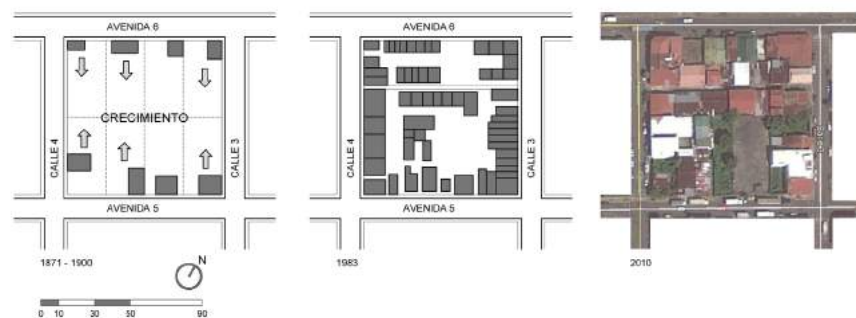 AVENIDA 6
CRECIMIENTO
CALLE 4
CALLE 3
AVENIDA 5
1871 - 1900
N
0 10 30 50 90
AVENIDA 6
CALLE 4
CALLE 3
AVENIDA 5
1983
2010